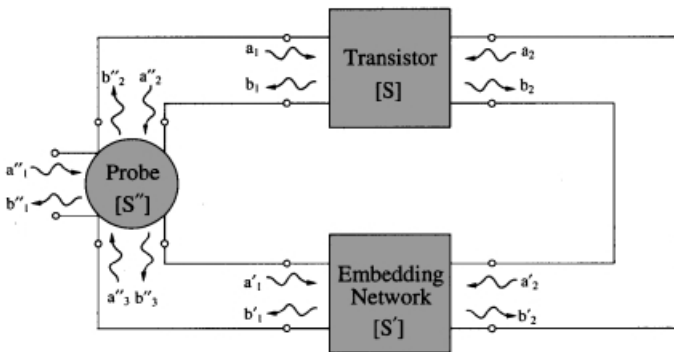 a₁
Transistor
[S]
a₂
b₁
b₂
b″₂
a″₂
a″₁
Probe
[S″]
b″₁
a″₃
b″₃
a′₁
Embedding
Network
[S′]
a′₂
b′₁
b′₂